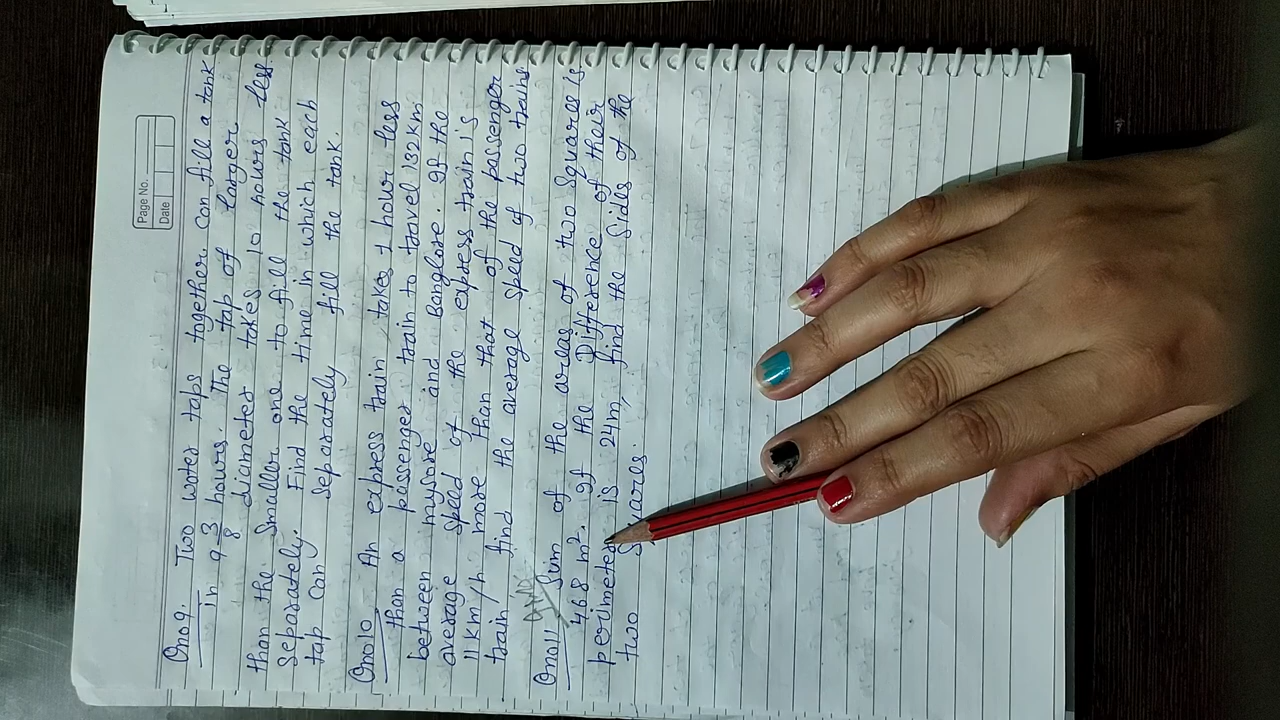 Page No.
Date
Qno9. Two water taps together can fill a tank
in 9 3/8 hours. The tap of larger
diameter takes 10 hours less
than the smaller one to fill the tank
separately. Find the time in which each
tap can separately fill the tank.
Qno10 An express train takes 1 hour less
than a passenger train to travel 132 km
between mysore and Banglore. If the
average speed of the express train is
11 km/h more than that of the passenger
train, find the average speed of two trains
Qno11 Sum of the areas of two Squares is
468 m². If the Difference of their
perimeter is 24m, find the Sides of the
two Squares.